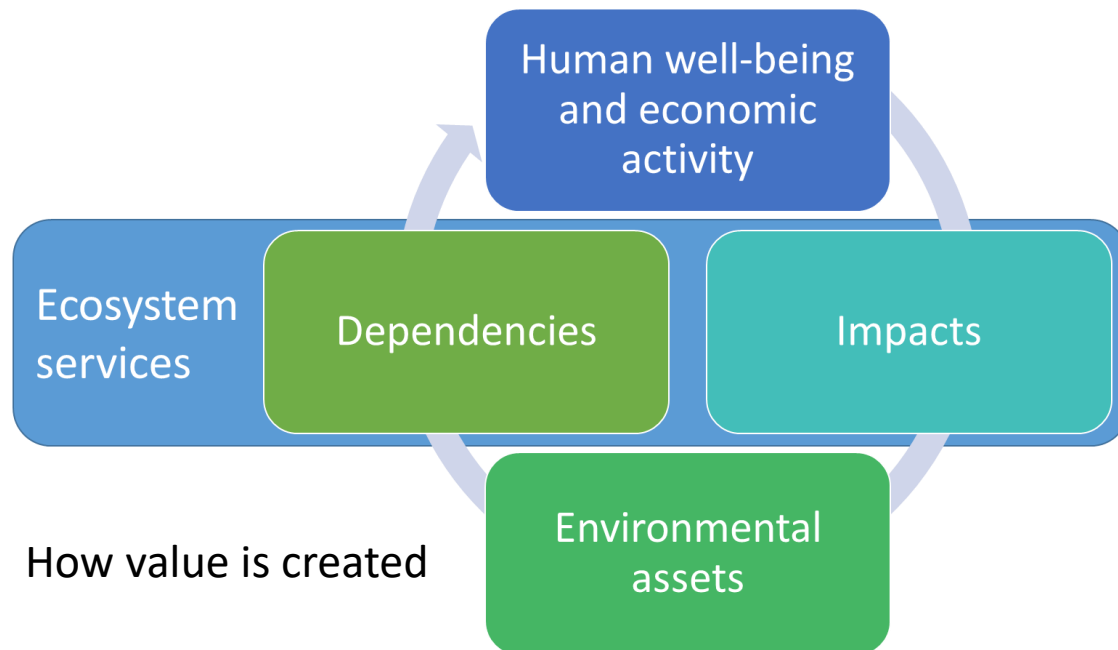 Human well-being
and economic
activity
Ecosystem
services
Dependencies
Impacts
Environmental
assets
How value is created